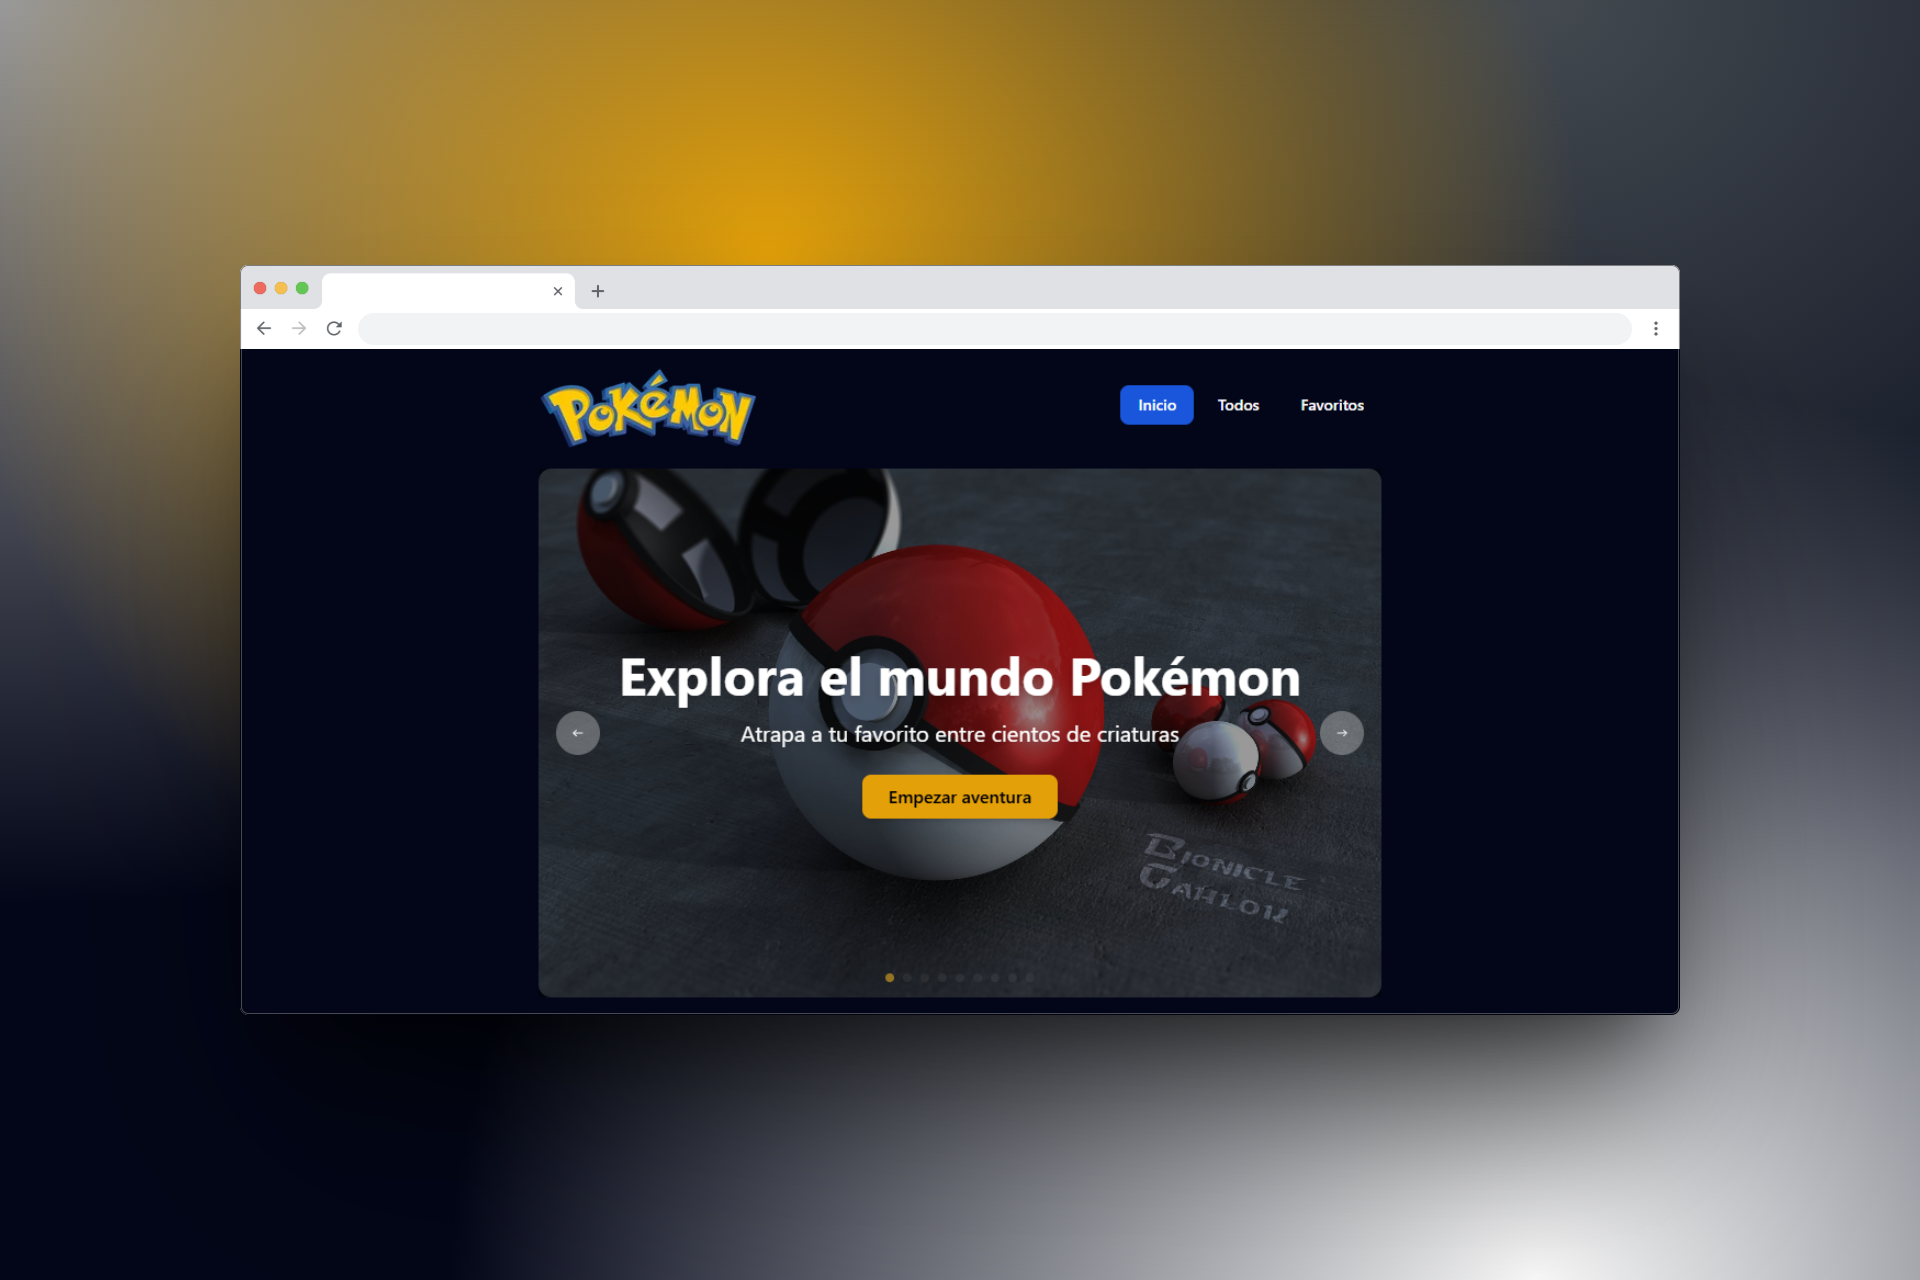 Pokémon
Inicio Todos Favoritos
Explora el mundo Pokémon
Atrapa a tu favorito entre cientos de criaturas
Empezar aventura
BIONICLE
GAHLOK